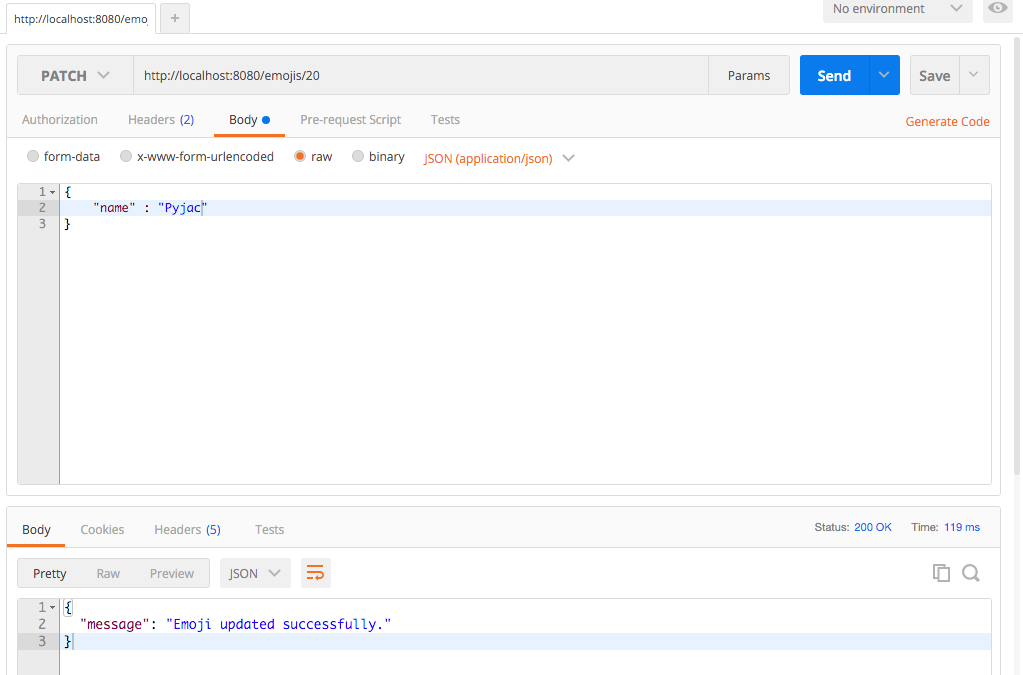 http://localhost:8080/emo
+
No environment
PATCH http://localhost:8080/emojis/20 Params Send Save
Authorization Headers (2) Body Pre-request Script Tests Generate Code
form-data x-www-form-urlencoded raw binary JSON (application/json)
1 {
2 "name" : "Pyjac"
3 }
Body Cookies Headers (5) Tests Status: 200 OK Time: 119 ms
Pretty Raw Preview JSON
1 {
2 "message": "Emoji updated successfully."
3 }